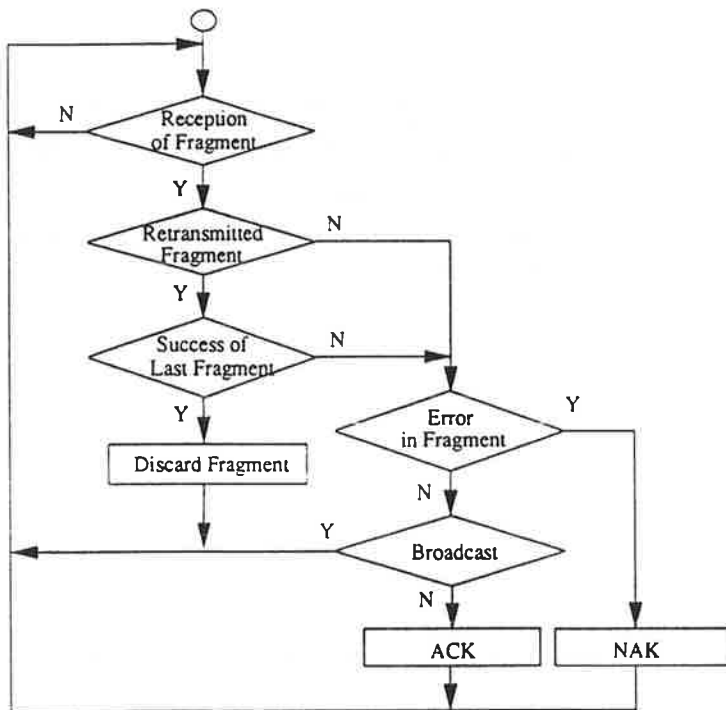 N
Reception
of Fragment
Y
Retransmitted
Fragment
N
Y
Success of
Last Fragment
N
Y
Discard Fragment
Error
in Fragment
Y
N
Y
Broadcast
N
ACK
NAK